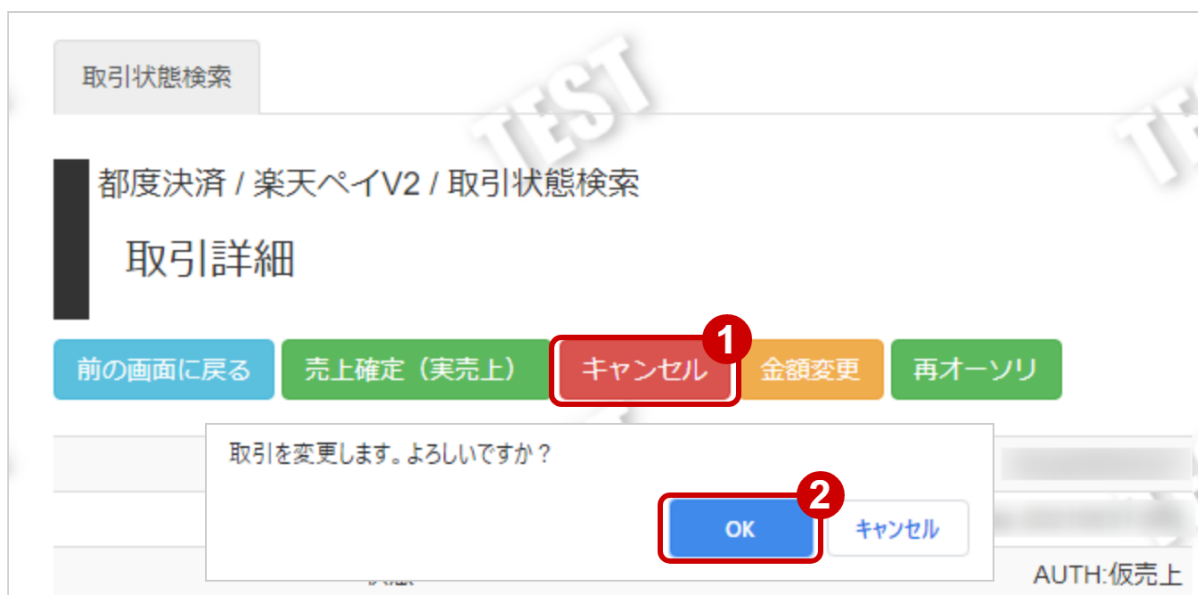 取引状態検索
TEST
都度決済 / 楽天ペイV2 / 取引状態検索
取引詳細
1
前の画面に戻る 売上確定（実売上） キャンセル 金額変更 再オーソリ
取引を変更します。よろしいですか？
2
OK キャンセル
AUTH:仮売上